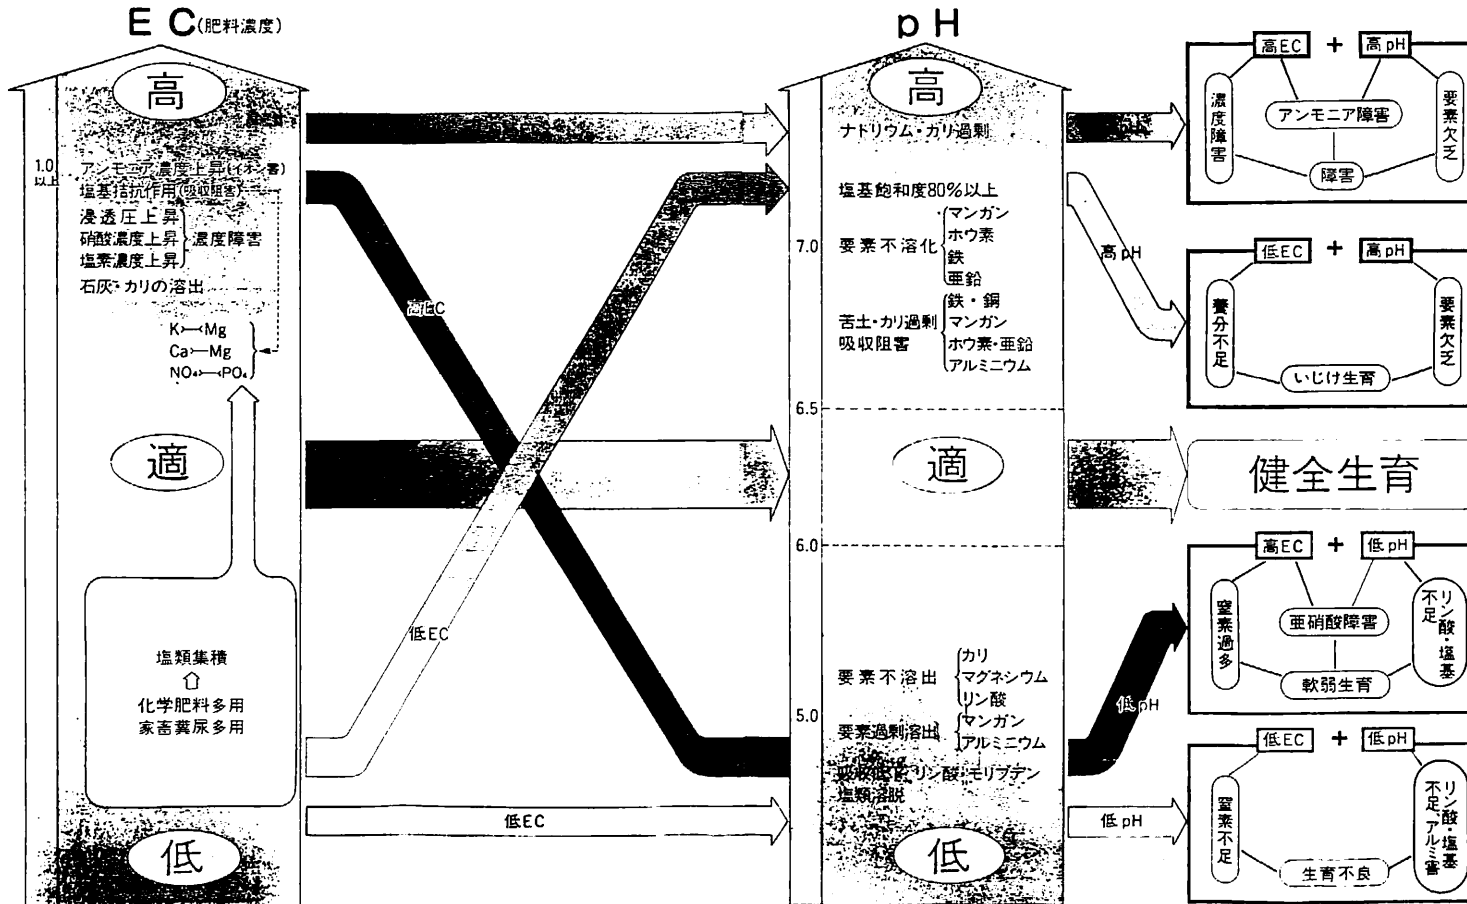 EC(肥料濃度)
高
1.0
以上
アンモニア濃度上昇(イオン害)
塩基拮抗作用(吸収阻害)
浸透圧上昇
硝酸濃度上昇
塩素濃度上昇
濃度障害
石灰・カリの溶出
K Mg
Ca Mg
NO₄ PO₄
適
塩類集積
化学肥料多用
家畜糞尿多用
低
高EC
低EC
低EC
pH
高
ナドリウム・カリ過剰
塩基飽和度80%以上
7.0
要素不溶化
マンガン
ホウ素
鉄
亜鉛
苦土・カリ過剰
吸収阻害
鉄・銅
マンガン
ホウ素・亜鉛
アルミニウム
6.5
適
6.0
要素不溶出
カリ
マグネシウム
リン酸
5.0
要素過剰溶出
マンガン
アルミニウム
吸収低下 リン酸・モリブデン
塩類溶脱
低
高pH
低pH
低pH
高EC + 高pH
濃度障害
アンモニア障害
要素欠乏
障害
低EC + 高pH
養分不足
要素欠乏
いじけ生育
健全生育
高EC + 低pH
窒素過多
亜硝酸障害
リン酸・塩基
不足
軟弱生育
低EC + 低pH
窒素不足
リン酸・塩基
不足、アルミ害
生育不良